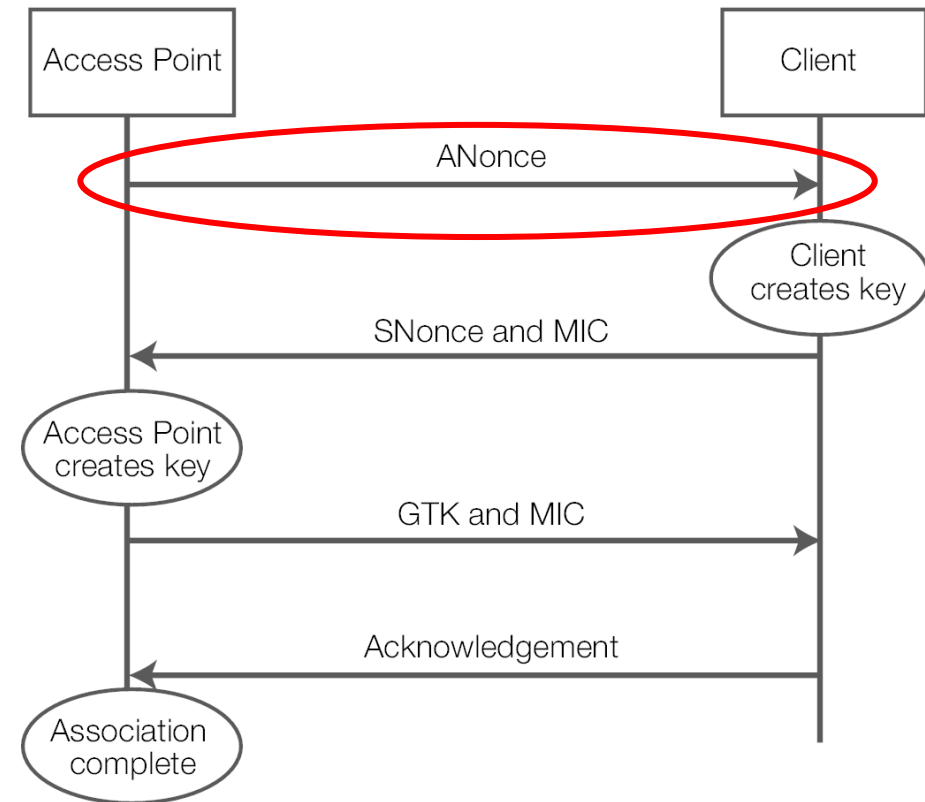 Access Point
Client
ANonce
Client
creates key
SNonce and MIC
Access Point
creates key
GTK and MIC
Acknowledgement
Association
complete